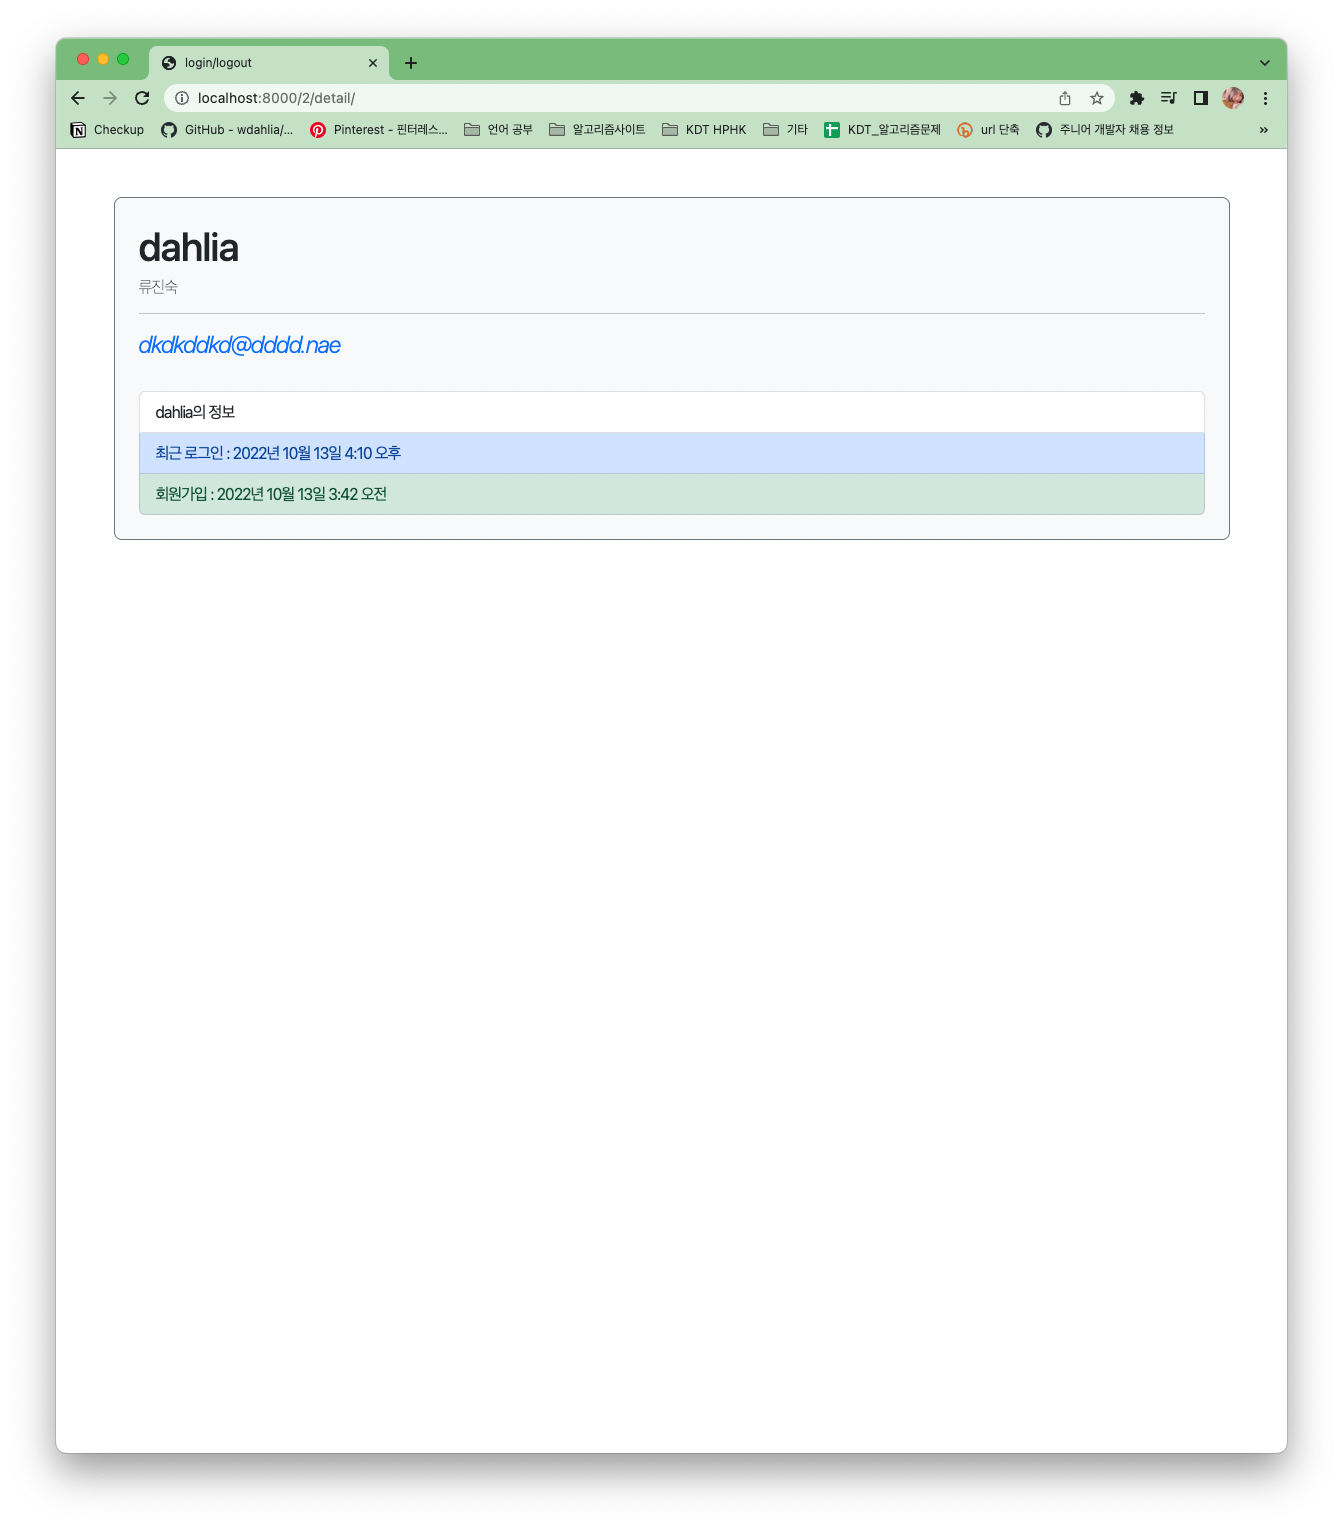 login/logout
localhost:8000/2/detail/
Checkup GitHub - wdahlia/... Pinterest - 핀터레스... 언어 공부 알고리즘사이트 KDT HPHK 기타 KDT_알고리즘문제 url 단축 주니어 개발자 채용 정보 »
dahlia
류진숙
dkdkddkd@dddd.nae
dahlia의 정보
최근 로그인 : 2022년 10월 13일 4:10 오후
회원가입 : 2022년 10월 13일 3:42 오전